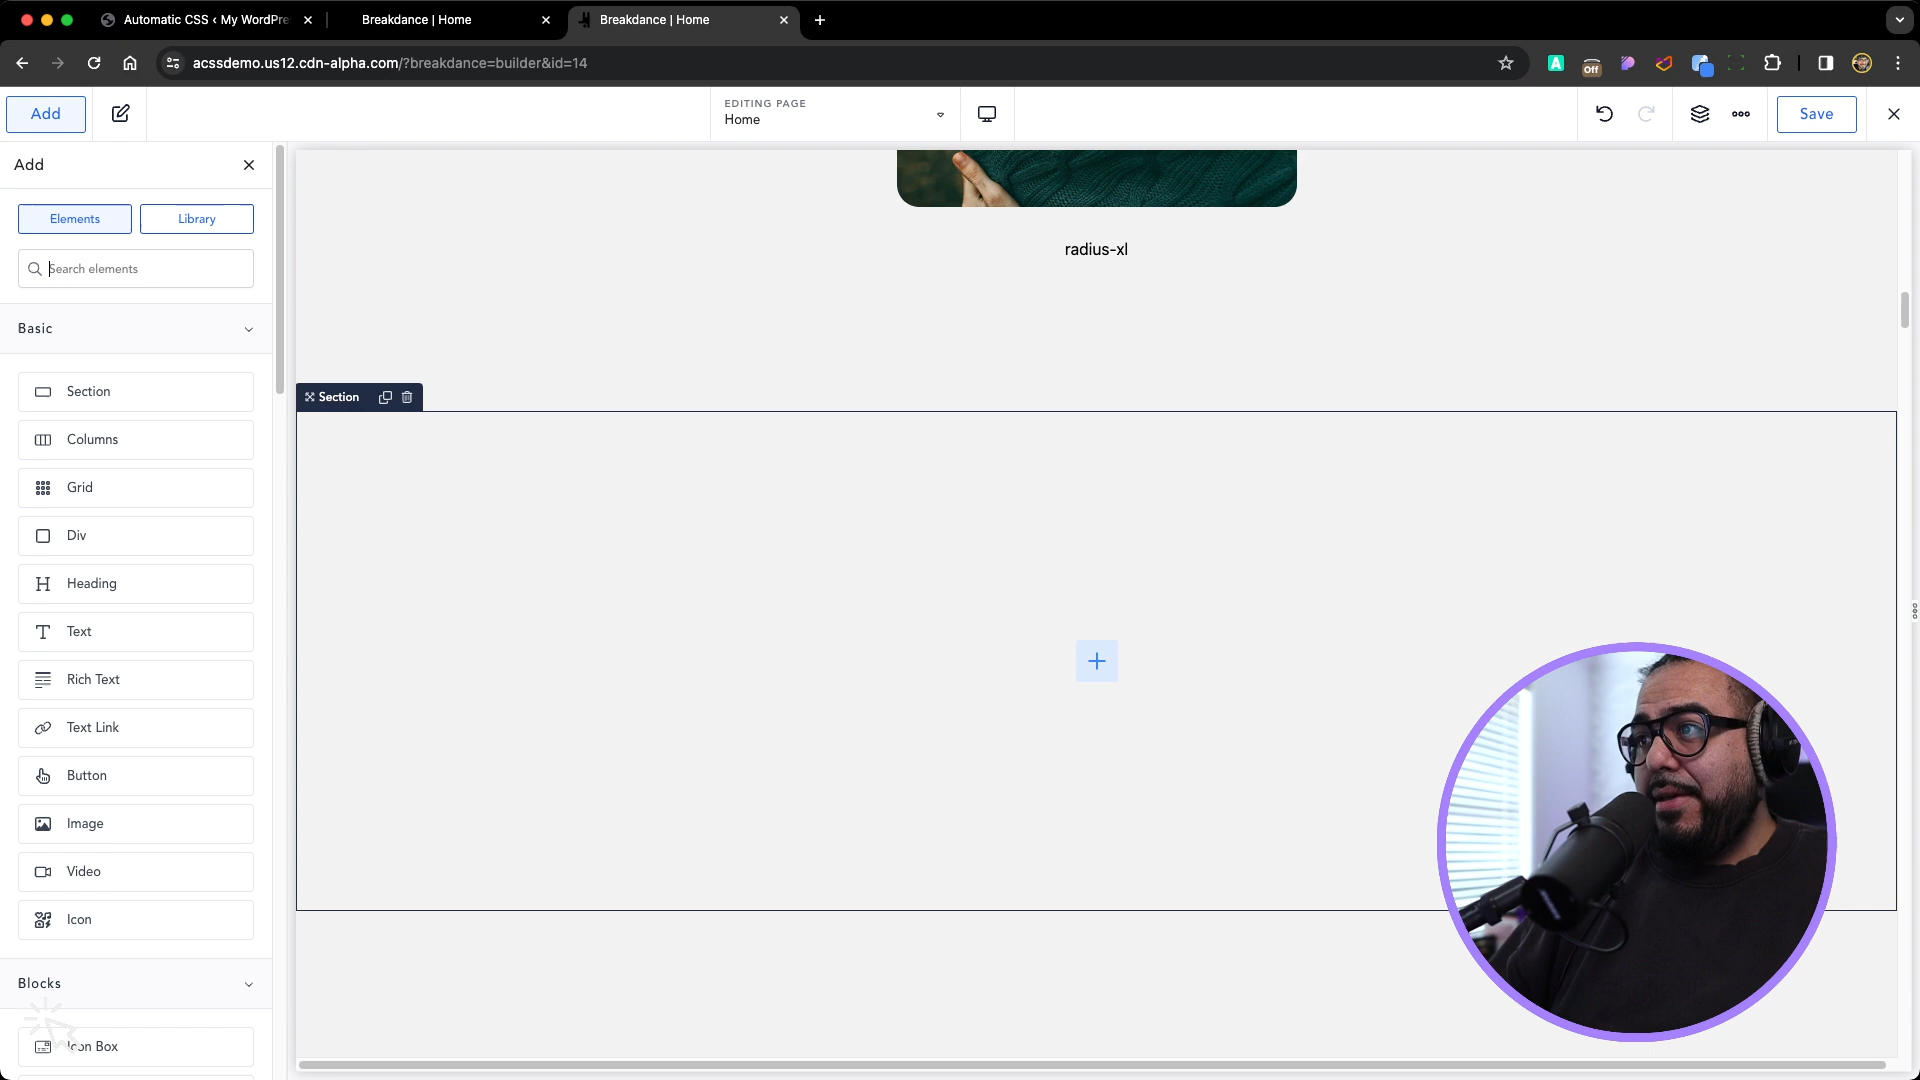 Automatic CSS ‹ My WordPre
Breakdance | Home
Breakdance | Home
acssdemo.us12.cdn-alpha.com/?breakdance=builder&id=14
Off
Add
EDITING PAGE
Home
Save
Add
Elements
Library
Search elements
Basic
Section
Columns
Grid
Div
Heading
Text
Rich Text
Text Link
Button
Image
Video
Icon
Blocks
Icon Box
radius-xl
Section